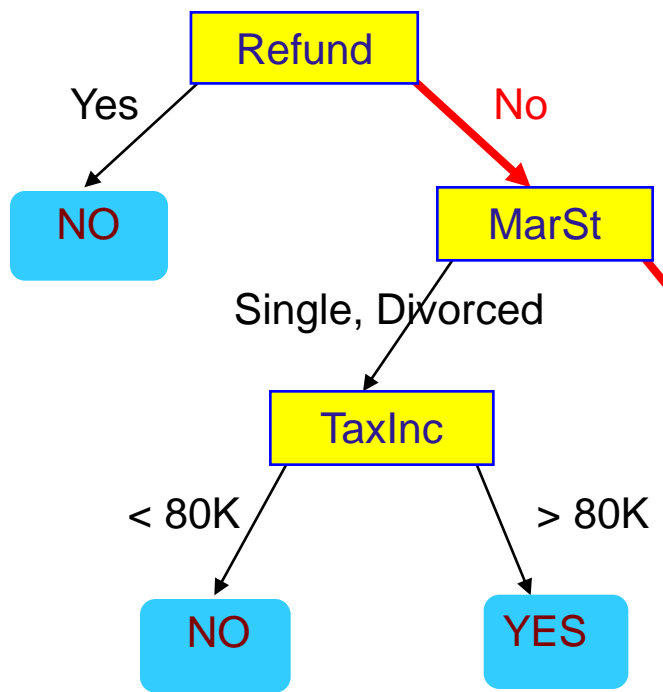 Refund
Yes
No
NO
MarSt
Single, Divorced
TaxInc
< 80K
> 80K
NO
YES